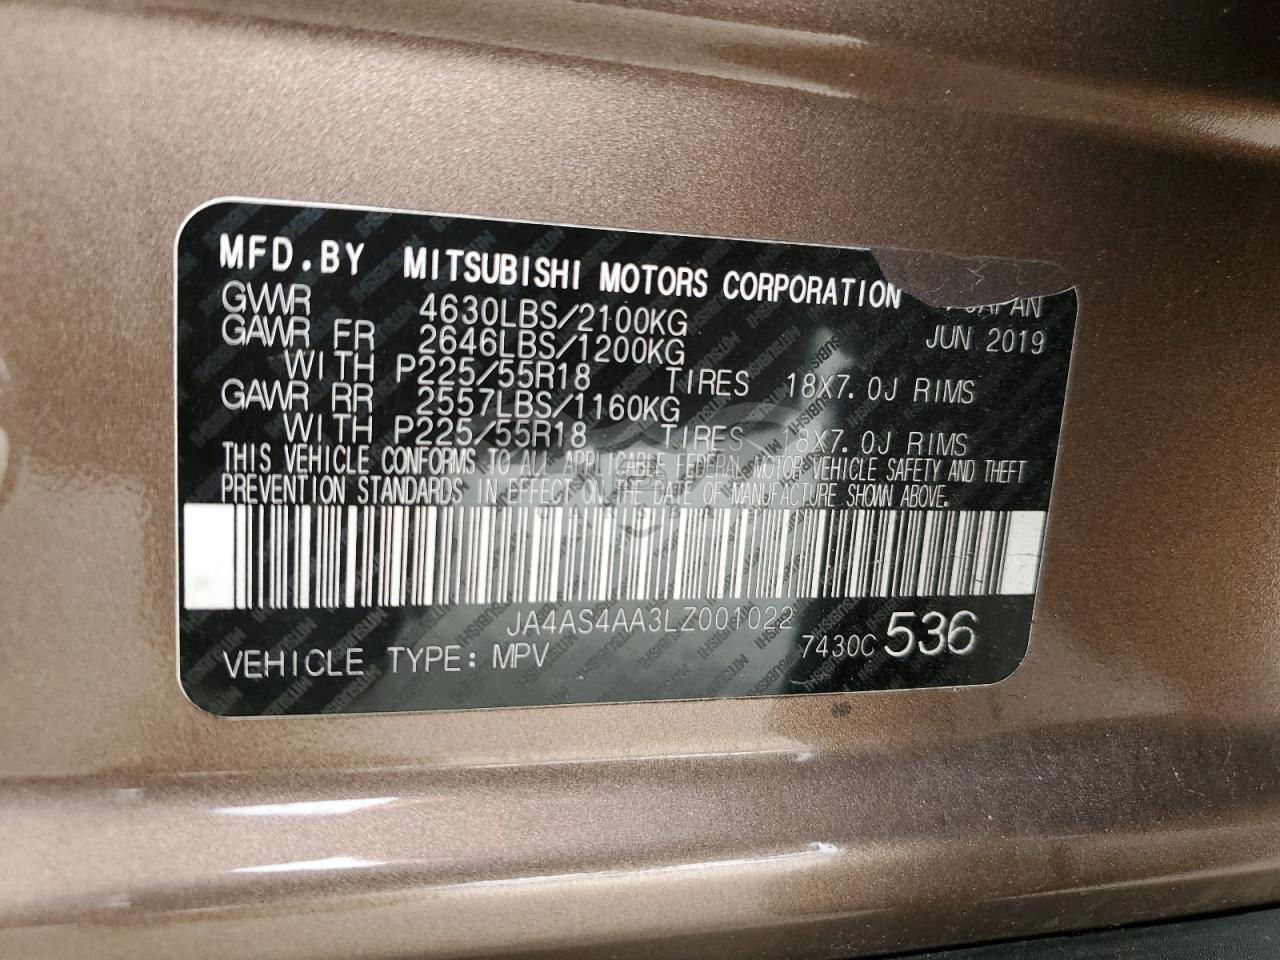 MFD.BY MITSUBISHI MOTORS CORPORATION JAPAN
GVWR 4630LBS/2100KG JUN 2019
GAWR FR 2646LBS/1200KG
WITH P225/55R18 TIRES 18X7.0J RIMS
GAWR RR 2557LBS/1160KG
WITH P225/55R18 TIRES 18X7.0J RIMS
THIS VEHICLE CONFORMS TO ALL APPLICABLE FEDERAL MOTOR VEHICLE SAFETY AND THEFT
PREVENTION STANDARDS IN EFFECT ON THE DATE OF MANUFACTURE SHOWN ABOVE.
JA4AS4AA3LZ001022
VEHICLE TYPE: MPV 7430C 536